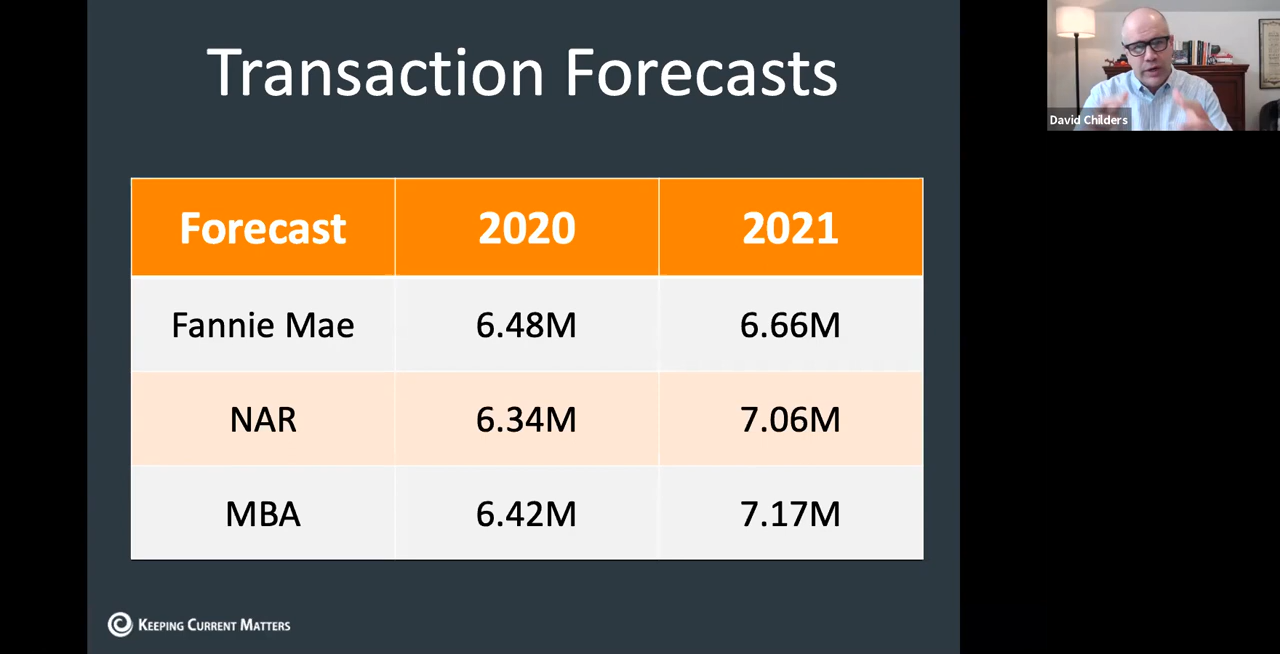 Transaction Forecasts
David Childers
Forecast 2020 2021
Fannie Mae 6.48M 6.66M
NAR 6.34M 7.06M
MBA 6.42M 7.17M
KEEPING CURRENT MATTERS